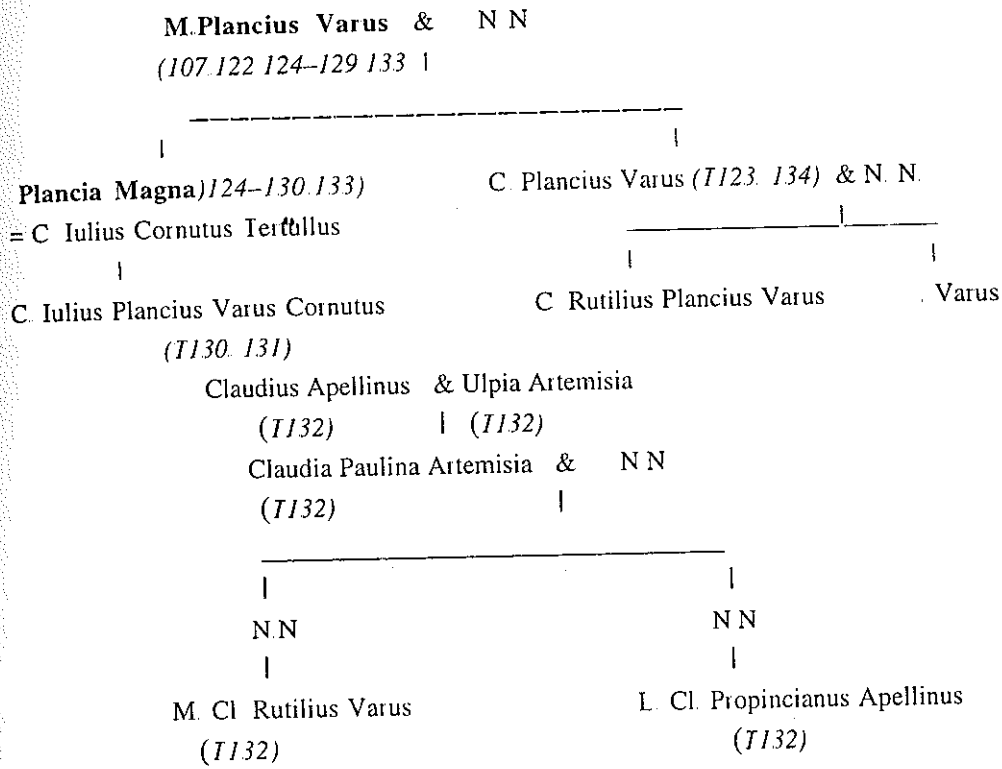 M. Plancius Varus & N N
(107. 122 124–129 133
Plancia Magna)124–130. 133) C. Plancius Varus (T123. 134) & N. N.
= C Iulius Cornutus Tertullus
C. Iulius Plancius Varus Cornutus C Rutilius Plancius Varus . Varus
(T130. 131)
Claudius Apellinus & Ulpia Artemisia
(T132) (T132)
Claudia Paulina Artemisia & N N
(T132)
N. N N N
M. Cl Rutilius Varus L. Cl. Propincianus Apellinus
(T132) (T132)